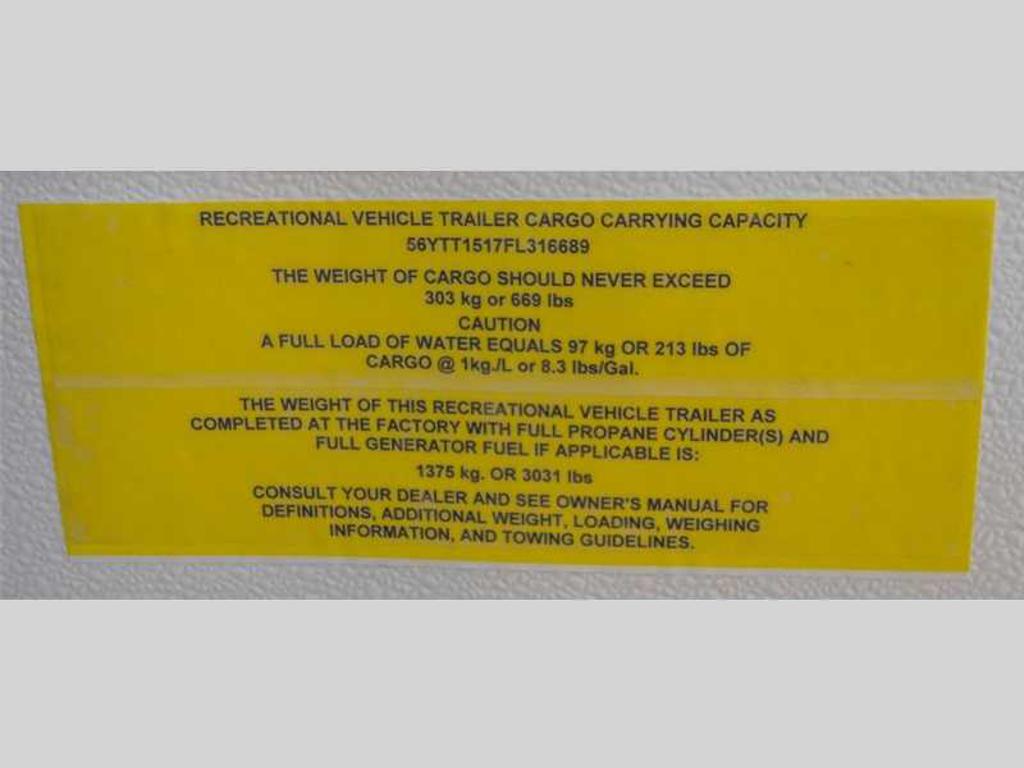 RECREATIONAL VEHICLE TRAILER CARGO CARRYING CAPACITY
56YTT1517FL316689
THE WEIGHT OF CARGO SHOULD NEVER EXCEED
303 kg or 669 lbs
CAUTION
A FULL LOAD OF WATER EQUALS 97 kg OR 213 lbs OF
CARGO @ 1kg./L or 8.3 lbs/Gal.
THE WEIGHT OF THIS RECREATIONAL VEHICLE TRAILER AS
COMPLETED AT THE FACTORY WITH FULL PROPANE CYLINDER(S) AND
FULL GENERATOR FUEL IF APPLICABLE IS:
1375 kg. OR 3031 lbs
CONSULT YOUR DEALER AND SEE OWNER'S MANUAL FOR
DEFINITIONS, ADDITIONAL WEIGHT, LOADING, WEIGHING
INFORMATION, AND TOWING GUIDELINES.